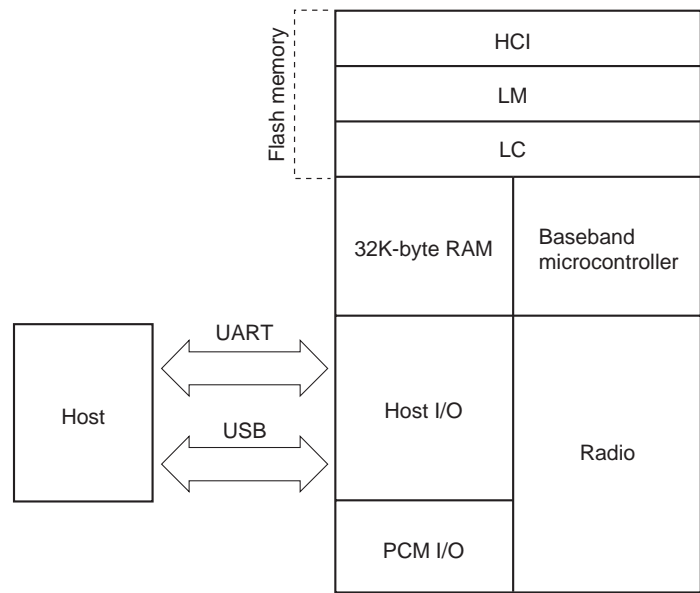 Flash memory
HCI
LM
LC
32K-byte RAM
Baseband
microcontroller
UART
Host
Host I/O
USB
Radio
PCM I/O